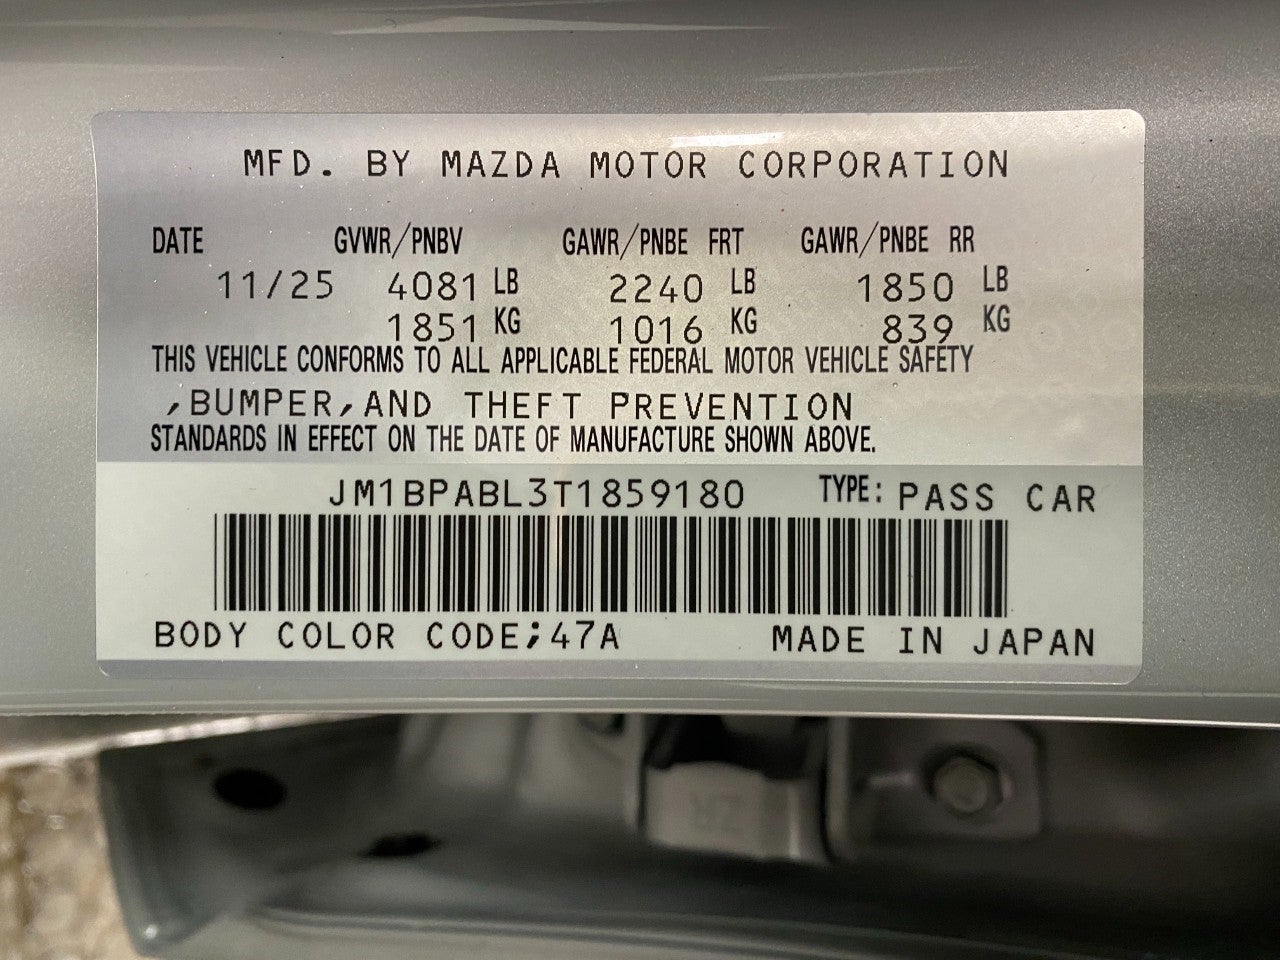 MFD. BY MAZDA MOTOR CORPORATION
DATE GVWR/PNBV GAWR/PNBE FRT GAWR/PNBE RR
11/25 4081 LB 2240 LB 1850 LB
1851 KG 1016 KG 839 KG
THIS VEHICLE CONFORMS TO ALL APPLICABLE FEDERAL MOTOR VEHICLE SAFETY
,BUMPER,AND THEFT PREVENTION
STANDARDS IN EFFECT ON THE DATE OF MANUFACTURE SHOWN ABOVE.
JM1BPABL3T1859180 TYPE: PASS CAR
BODY COLOR CODE;47A MADE IN JAPAN